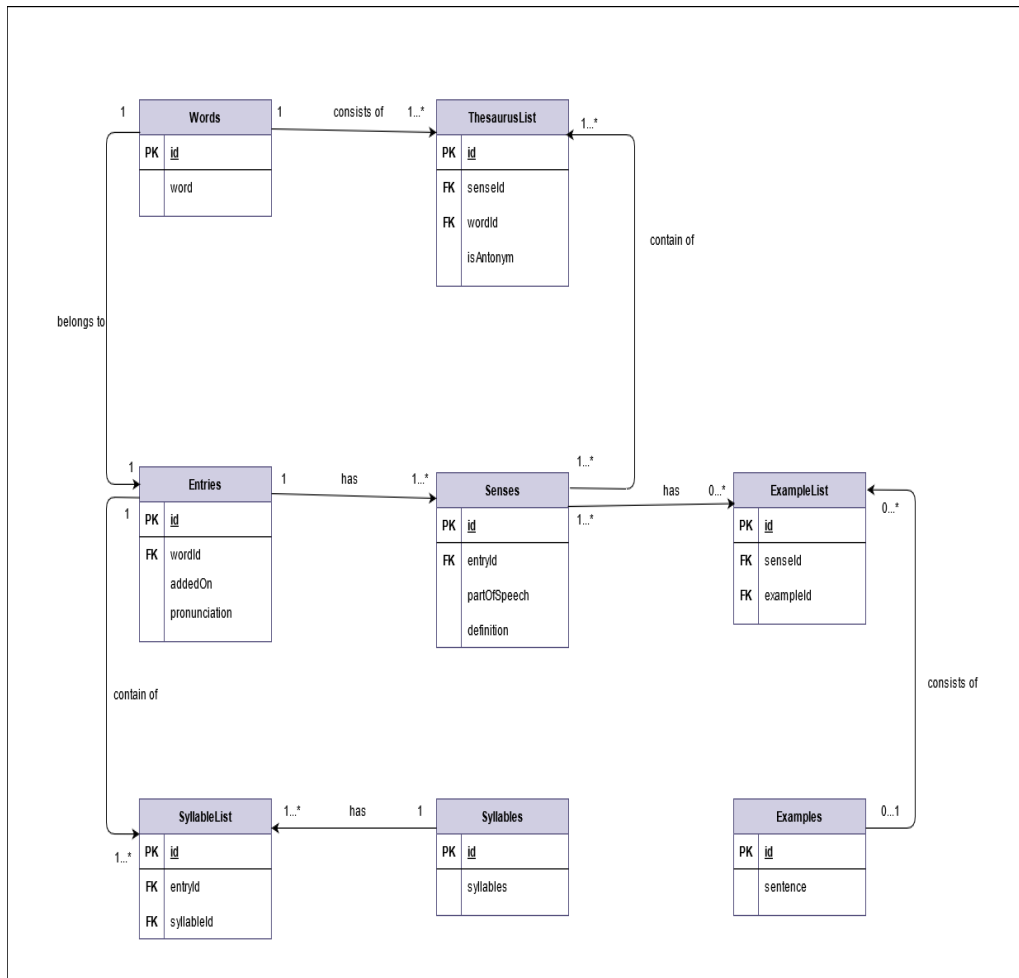 1
Words
1
consists of
1...*
ThesaurusList
1...*
PK id
word
PK id
FK senseId
FK wordId
isAntonym
contain of
belongs to
1
Entries
1
has
1...*
Senses
1...*
has
0...*
ExampleList
1
1...*
0...*
PK id
FK wordId
addedOn
pronunciation
PK id
FK entryId
partOfSpeech
definition
PK id
FK senseId
FK exampleId
contain of
consists of
SyllableList
1...*
has
1
Syllables
Examples
0...1
1...*
PK id
FK entryId
FK syllableId
PK id
syllables
PK id
sentence